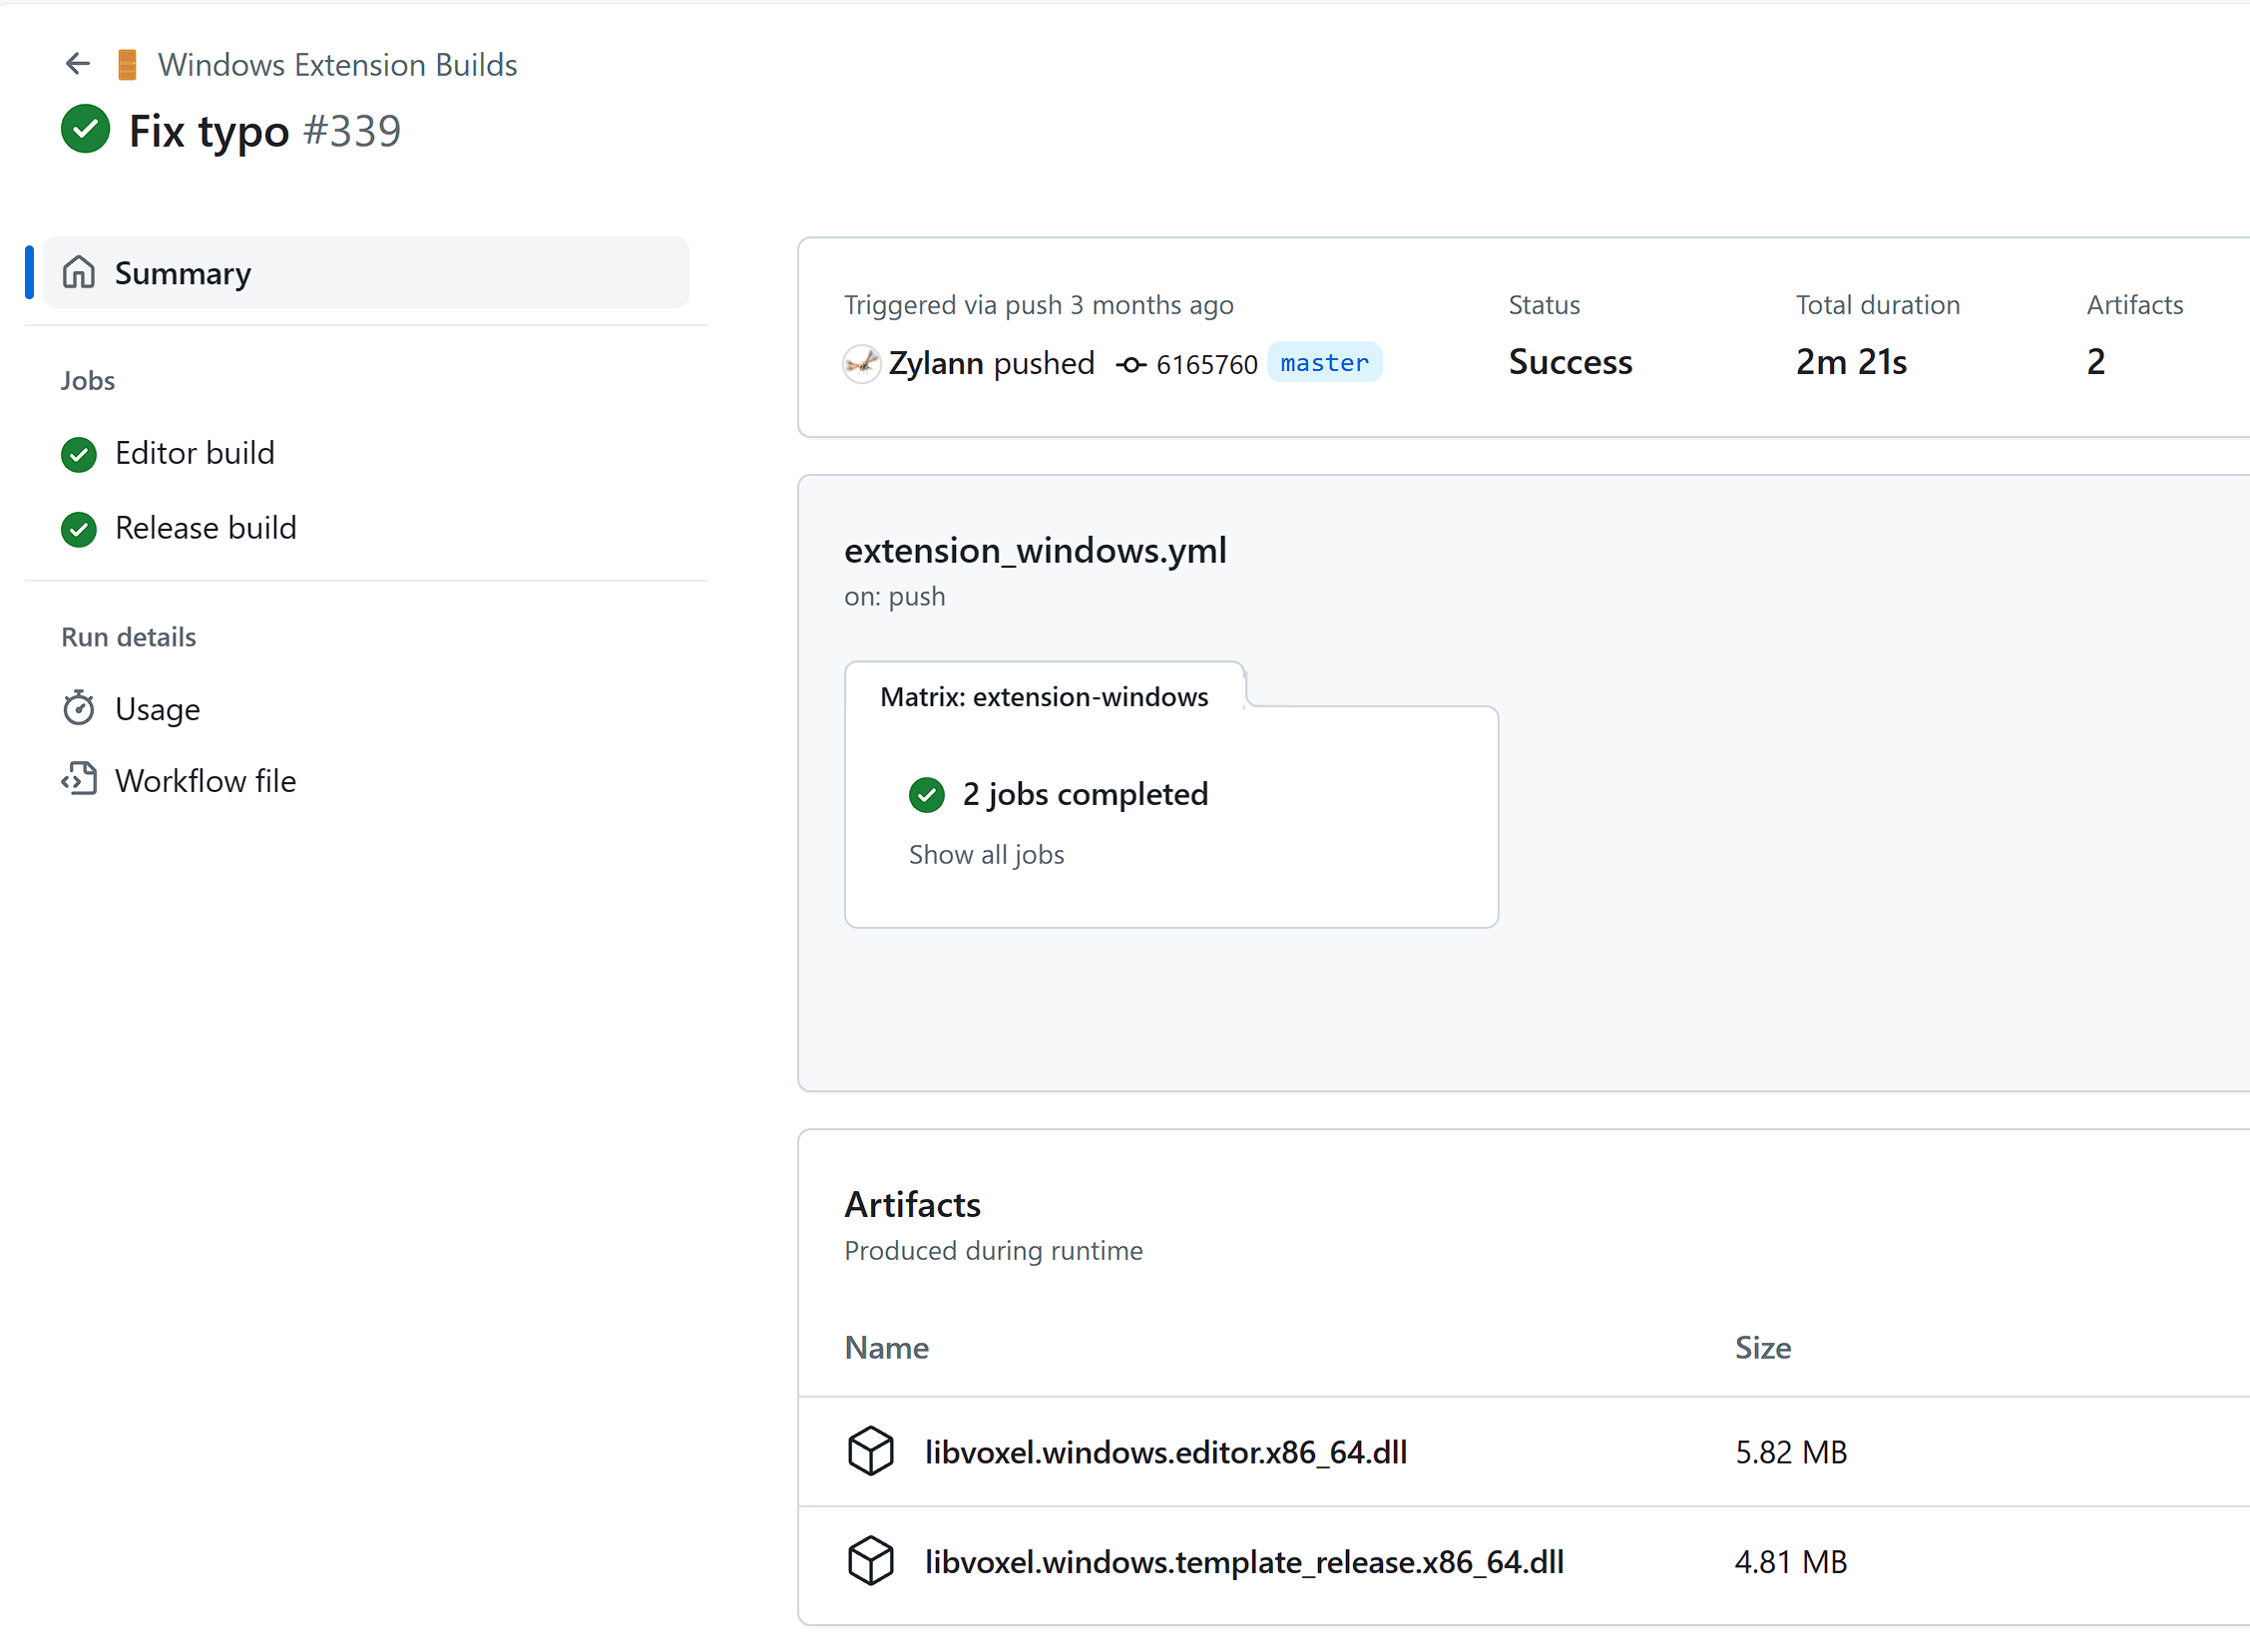 Windows Extension Builds
Fix typo #339
Summary
Jobs
Editor build
Release build
Run details
Usage
Workflow file
Triggered via push 3 months ago
Zylann pushed 6165760 master
Status
Success
Total duration
2m 21s
Artifacts
2
extension_windows.yml
on: push
Matrix: extension-windows
2 jobs completed
Show all jobs
Artifacts
Produced during runtime
Name Size
libvoxel.windows.editor.x86_64.dll 5.82 MB
libvoxel.windows.template_release.x86_64.dll 4.81 MB